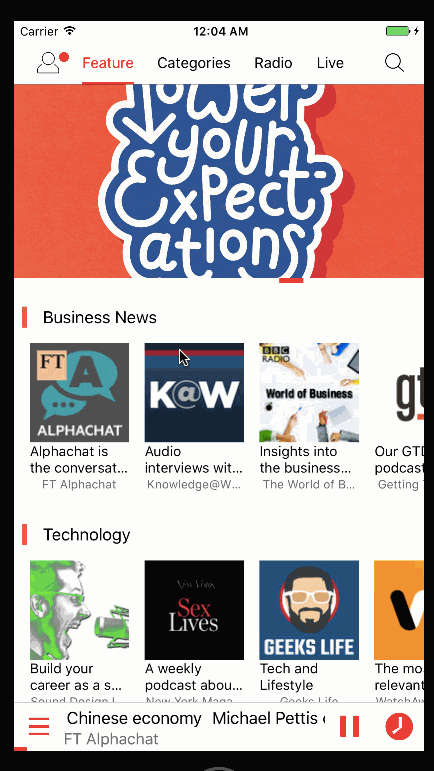 Carrier 12:04 AM
Feature Categories Radio Live
lower
your
Expect-
ations
Business News
FT A
ALPHACHAT
K@W
BBC
RADIO
World of Business
Alphachat is
the conversat...
FT Alphachat
Audio
interviews wit...
Knowledge@W...
Insights into
the business...
The World of B...
gt
Our GTD
podcast
Getting
Technology
Sex
Lives
GEEKS LIFE
Build your
career as a s...
Sound Design L
A weekly
podcast abou...
New York Maga
Tech and
Lifestyle
Geeks Life
The mo
relevant
WatchAw
Chinese economy Michael Pettis
FT Alphachat